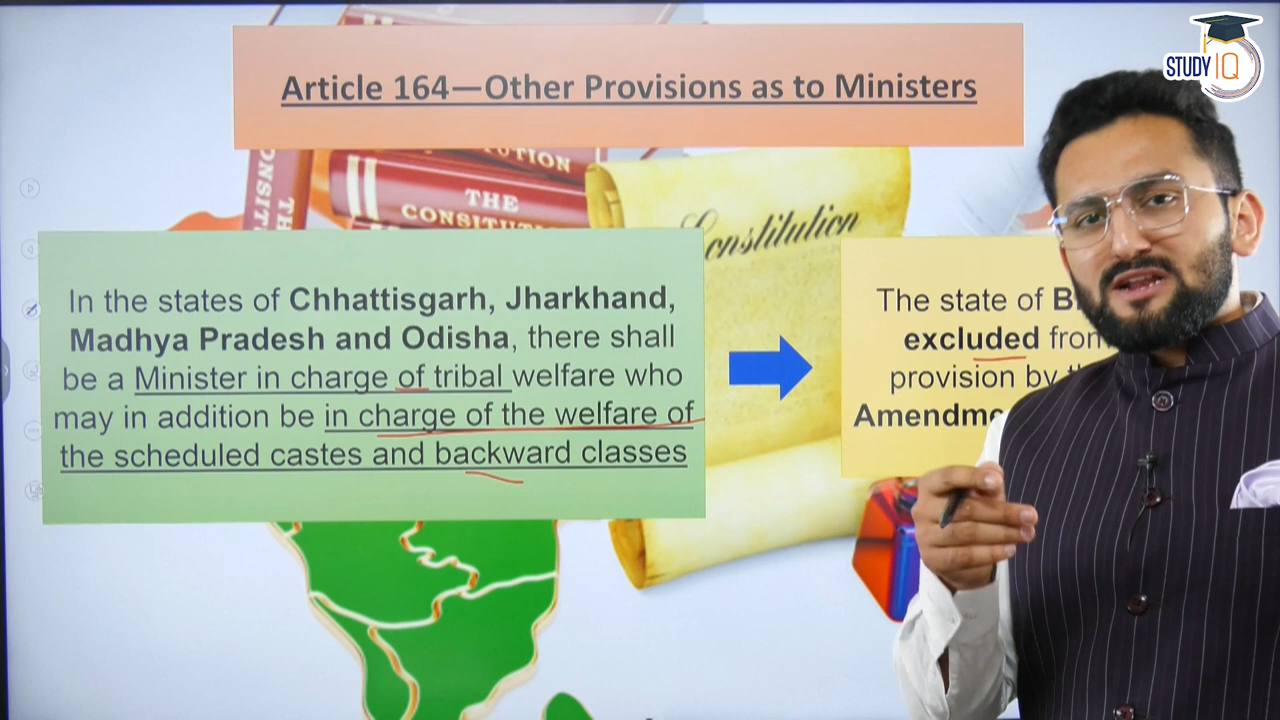 STUDY IQ
Article 164—Other Provisions as to Ministers
CONSTITUTION
THE
CONSITUTI
Constitution
In the states of Chhattisgarh, Jharkhand,
Madhya Pradesh and Odisha, there shall
be a Minister in charge of tribal welfare who
may in addition be in charge of the welfare of
the scheduled castes and backward classes
The state of
excluded from
provision by